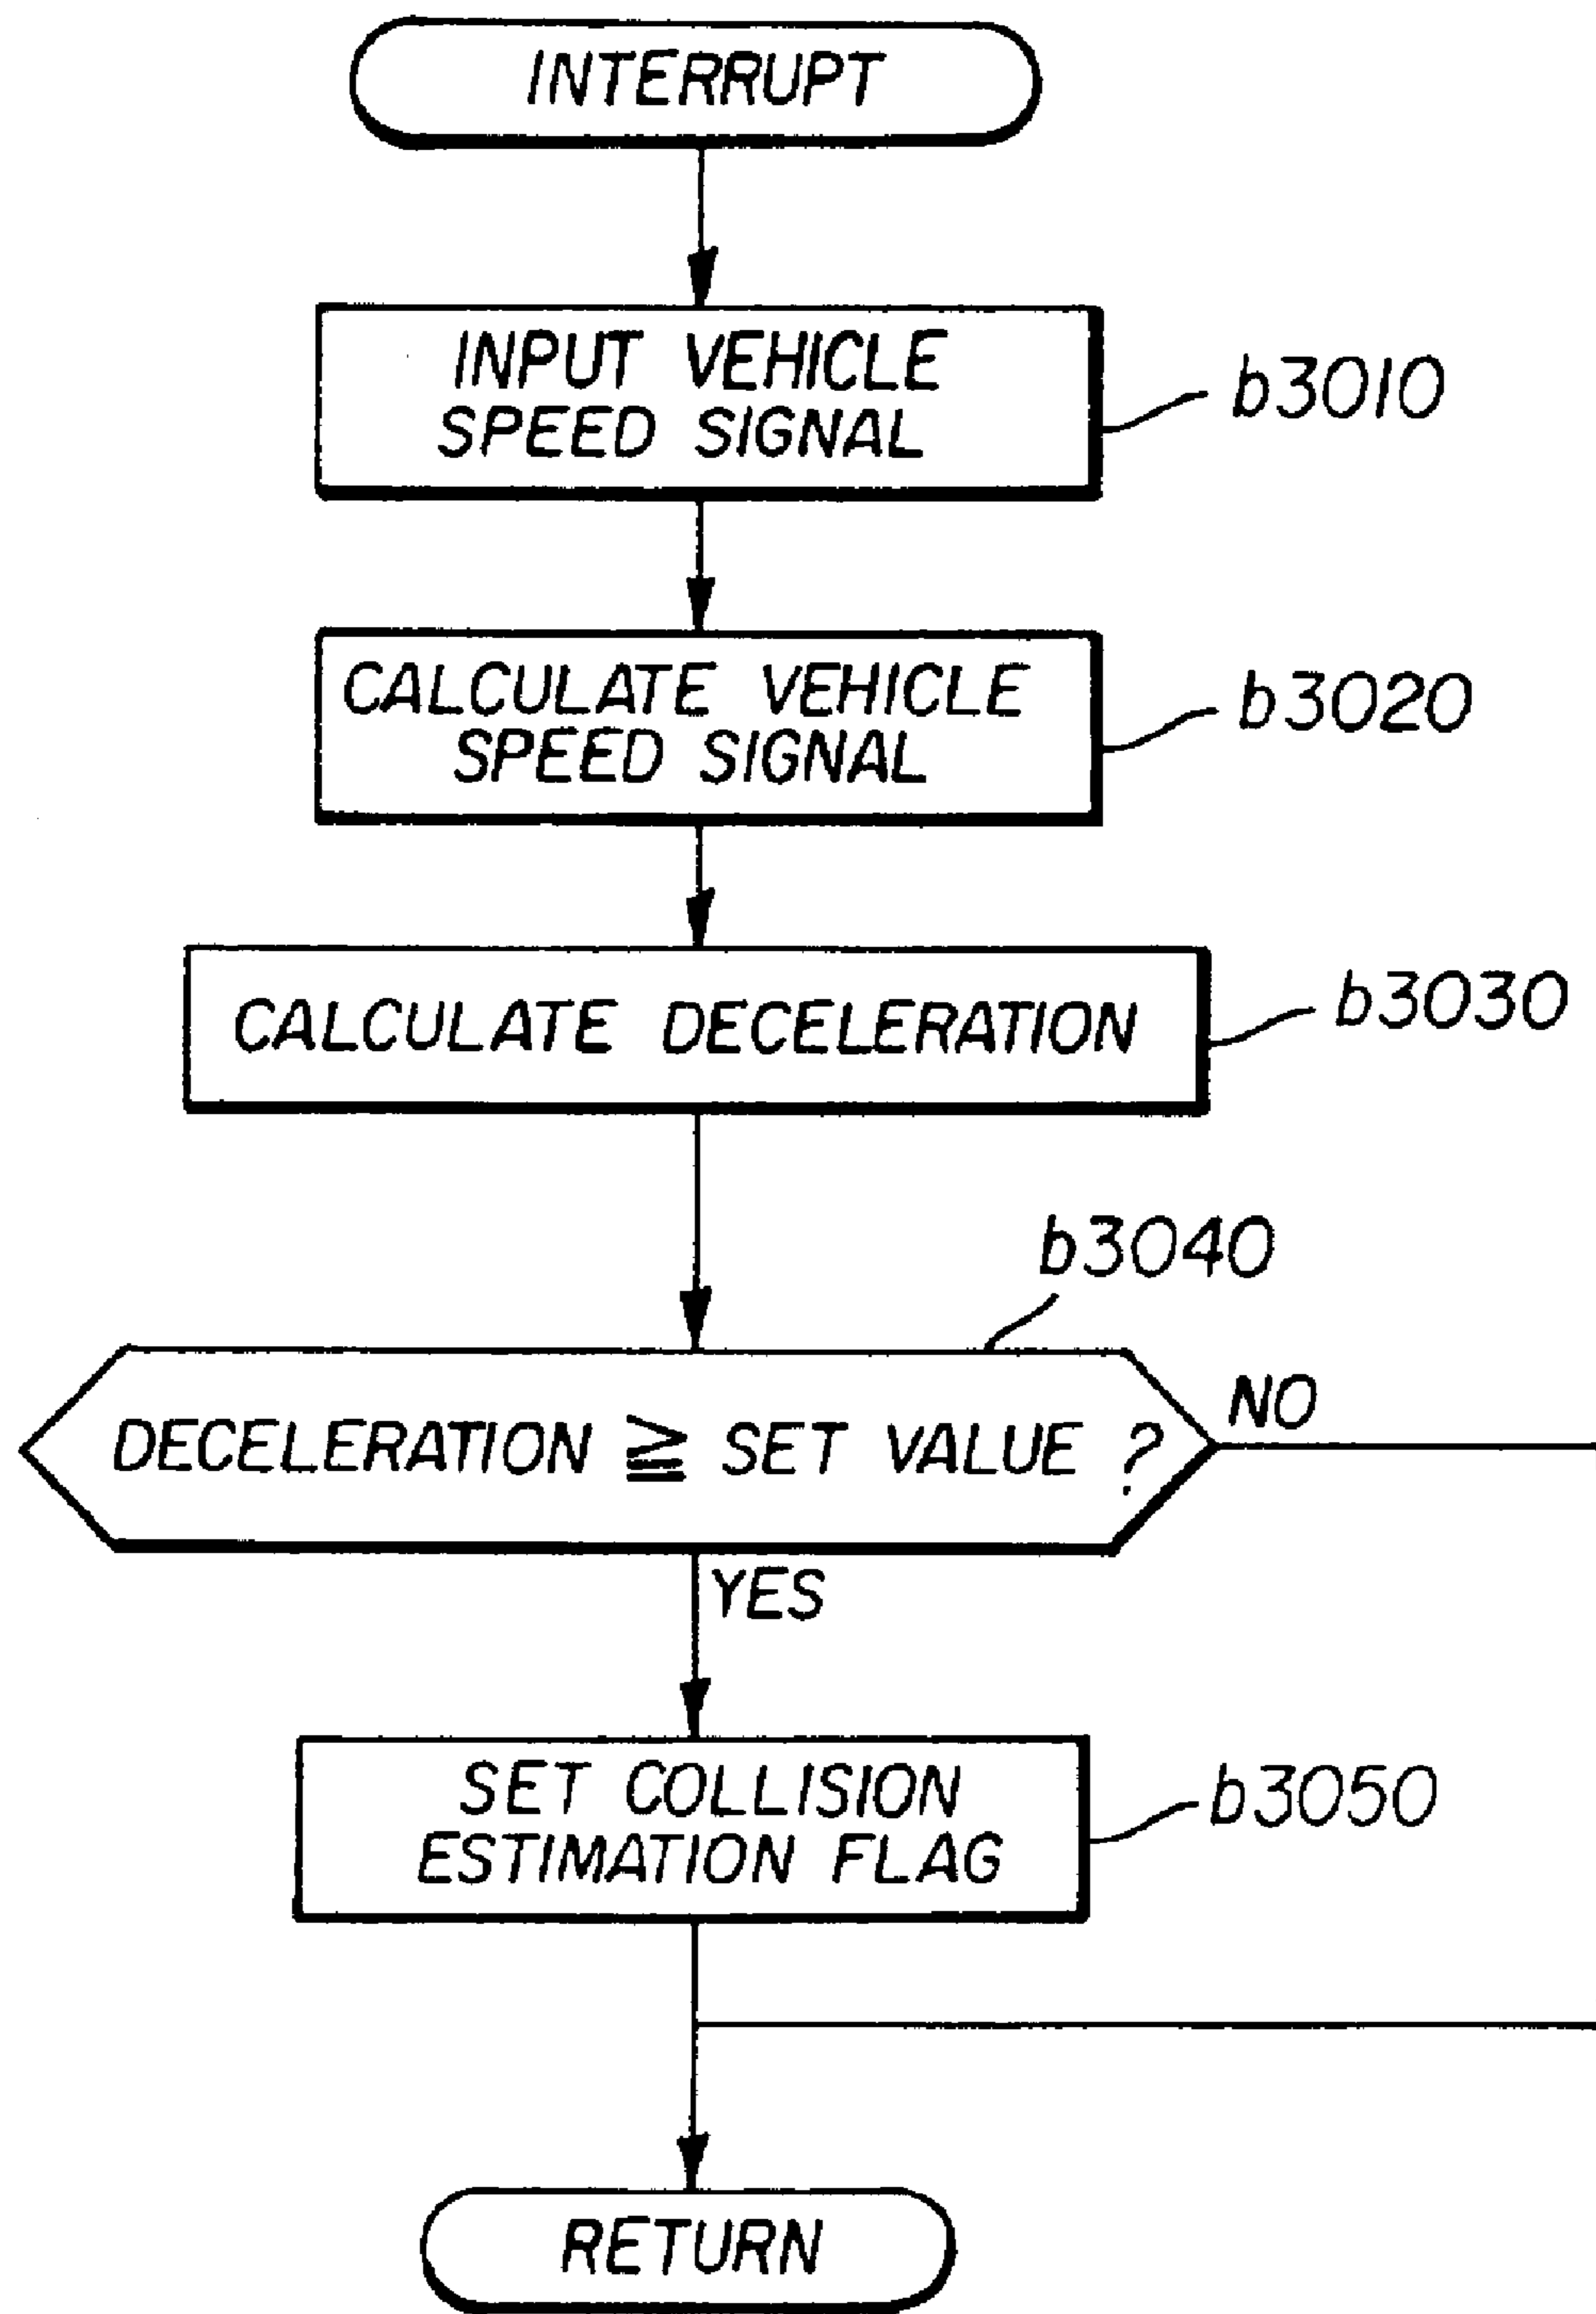 INTERRUPT
INPUT VEHICLE
SPEED SIGNAL
b3010
CALCULATE VEHICLE
SPEED SIGNAL
b3020
CALCULATE DECELERATION
b3030
b3040
DECELERATION ≧ SET VALUE ?
NO
YES
SET COLLISION
ESTIMATION FLAG
b3050
RETURN